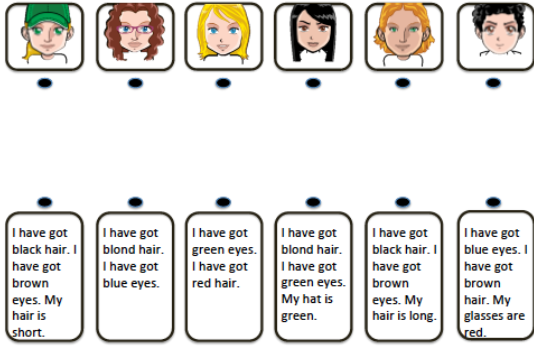 I have got
black hair. I
have got
brown
eyes. My
hair is
short.
I have got
blond hair.
I have got
blue eyes.
I have got
green eyes.
I have got
red hair.
I have got
blond hair.
I have got
green eyes.
My hat is
green.
I have got
black hair. I
have got
brown
eyes. My
hair is long.
I have got
blue eyes. I
have got
brown
hair. My
glasses are
red.